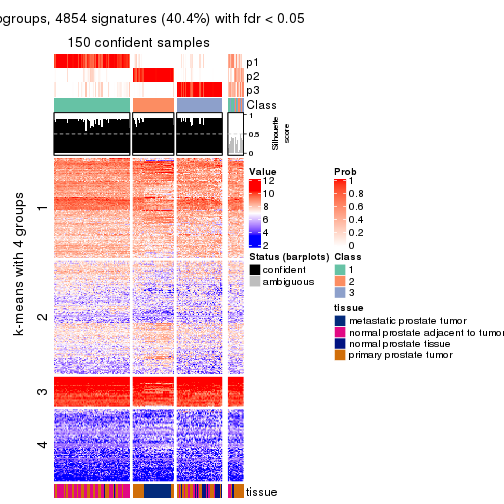 ogroups, 4854 signatures (40.4%) with fdr < 0.05
150 confident samples
p1
p2
p3
Class
1
0.5
0
Silhouette
score
k-means with 4 groups
1
2
3
4
Value
12
10
8
6
4
2
Prob
1
0.8
0.6
0.4
0.2
0
Status (barplots)
confident
ambiguous
Class
1
2
3
tissue
metastatic prostate tumor
normal prostate adjacent to tumor
normal prostate tissue
primary prostate tumor
tissue